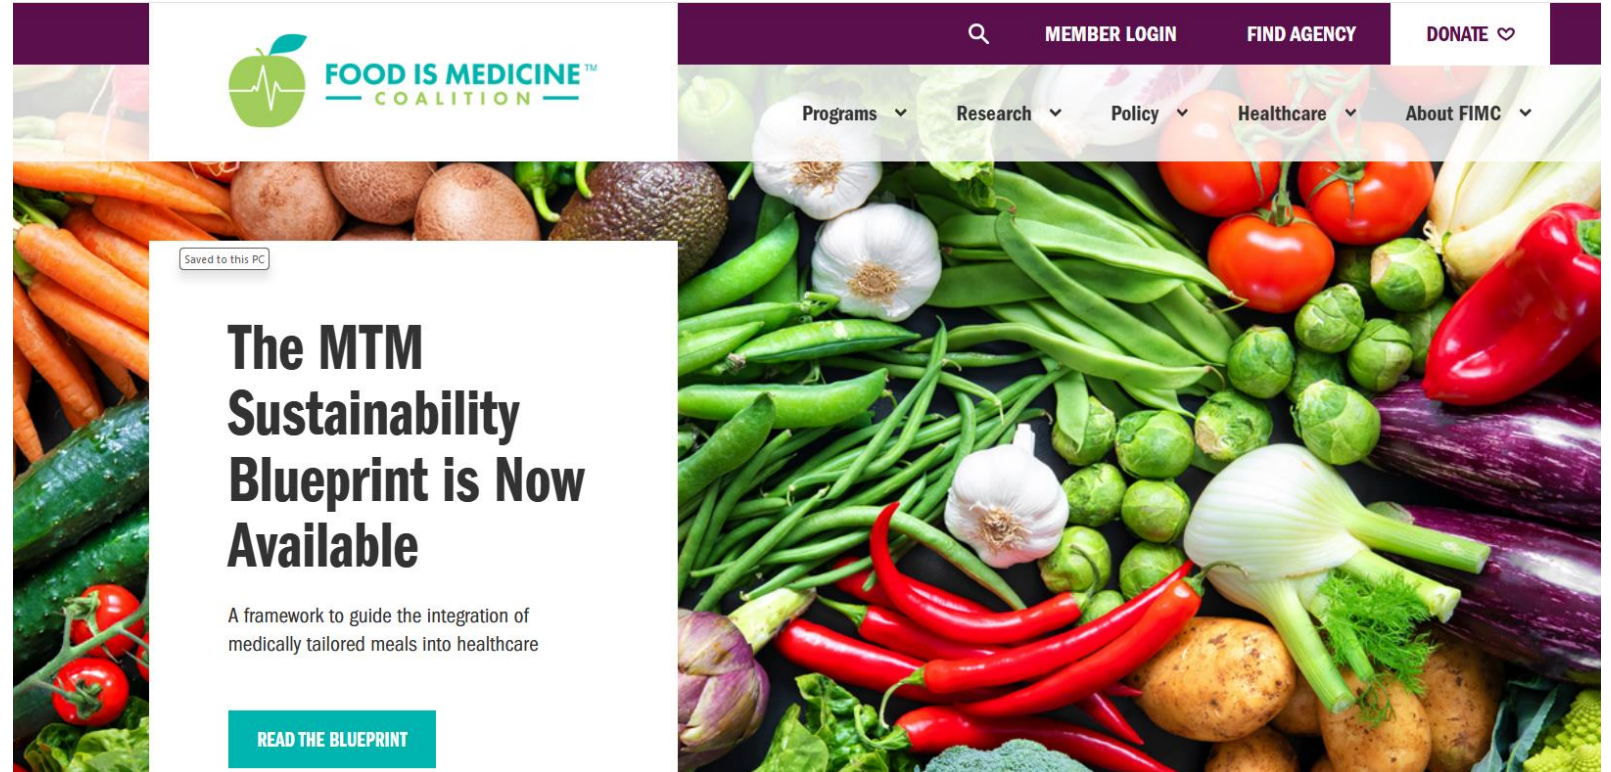 MEMBER LOGIN FIND AGENCY DONATE
FOOD IS MEDICINE™
COALITION
Programs Research Policy Healthcare About FIMC
Saved to this PC
The MTM
Sustainability
Blueprint is Now
Available
A framework to guide the integration of
medically tailored meals into healthcare
READ THE BLUEPRINT